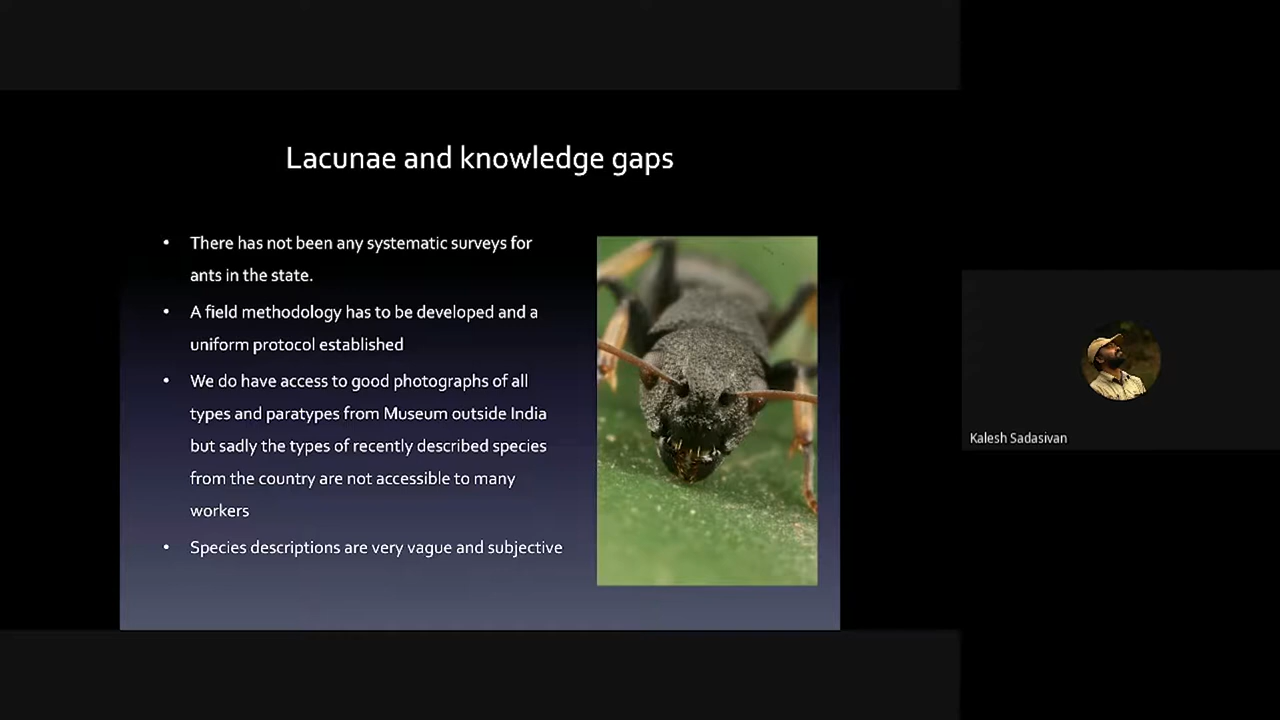 Lacunae and knowledge gaps
• There has not been any systematic surveys for
ants in the state.
• A field methodology has to be developed and a
uniform protocol established
• We do have access to good photographs of all
types and paratypes from Museum outside India
but sadly the types of recently described species
from the country are not accessible to many
workers
• Species descriptions are very vague and subjective
Kalesh Sadasivan